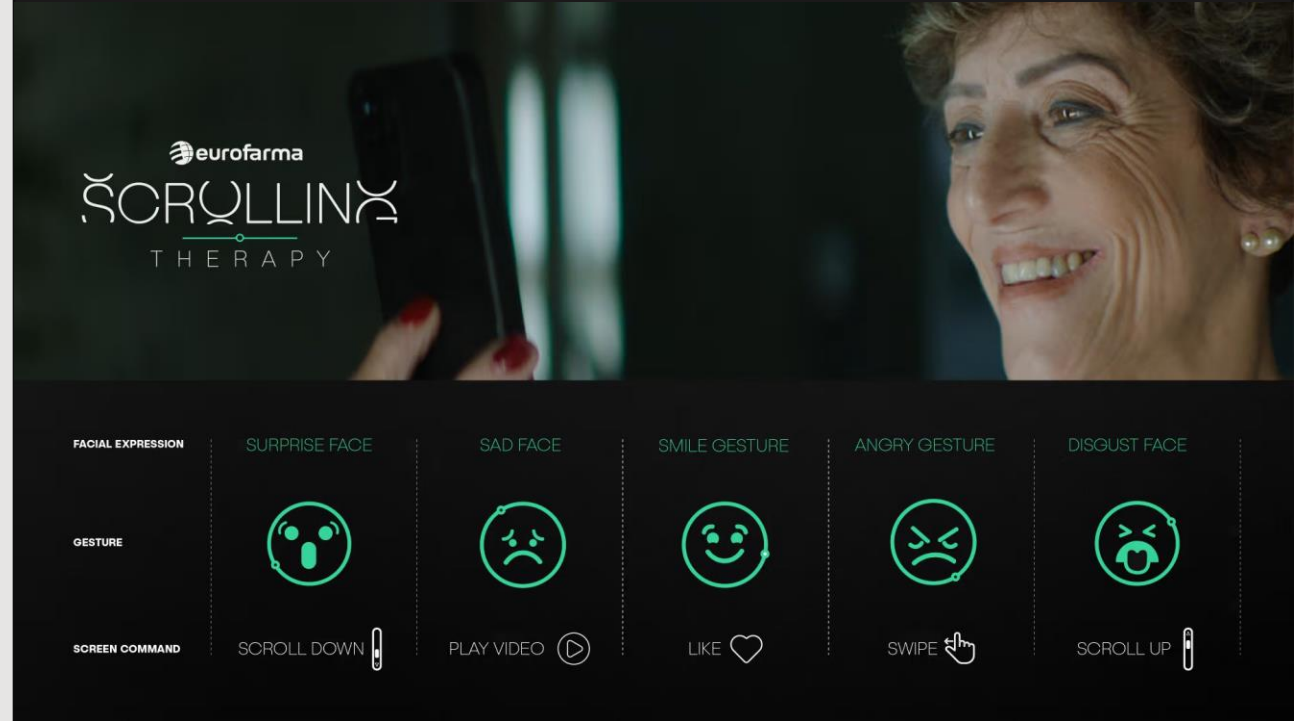 eurofarma
SCROLLING
THERAPY
FACIAL EXPRESSION
SURPRISE FACE
SAD FACE
SMILE GESTURE
ANGRY GESTURE
DISGUST FACE
GESTURE
SCREEN COMMAND
SCROLL DOWN
PLAY VIDEO
LIKE
SWIPE
SCROLL UP